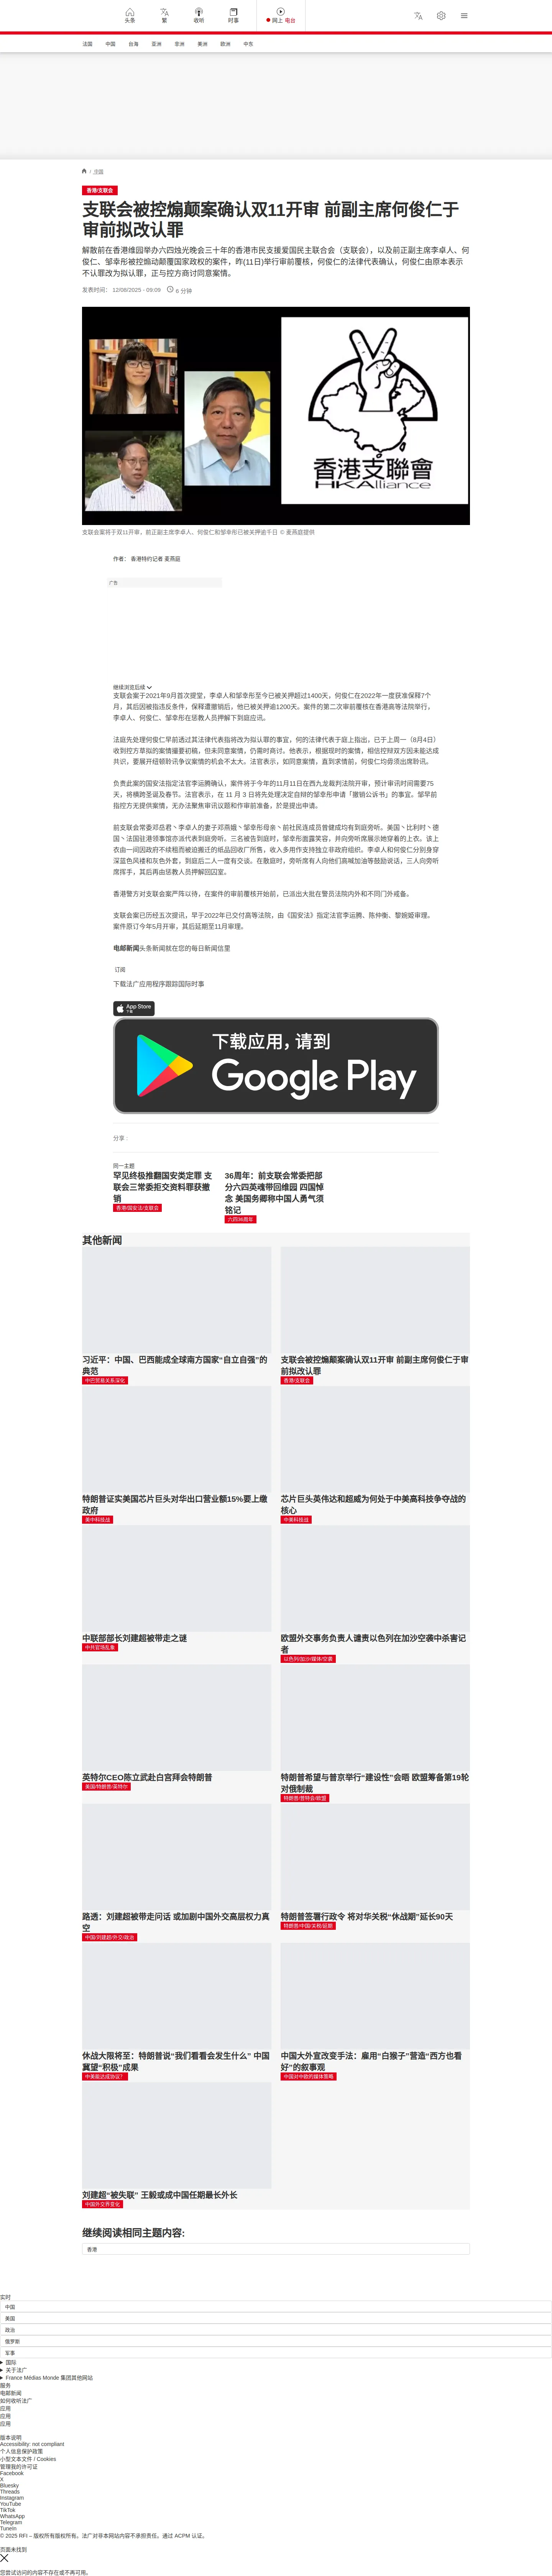 头条
繁
收听
时事
网上 电台
法国
中国
台海
亚洲
非洲
美洲
欧洲
中东
/ 中国
香港/支联会
支联会被控煽颠案确认双11开审 前副主席何俊仁于
审前拟改认罪
解散前在香港维园举办六四烛光晚会三十年的香港市民支援爱国民主联合会（支联会），以及前正副主席李卓人、何
俊仁、邹幸彤被控煽动颠覆国家政权的案件，昨(11日)举行审前覆核，何俊仁的法律代表确认，何俊仁由原本表示
不认罪改为拟认罪，正与控方商讨同意案情。
发表时间： 12/08/2025 - 09:09
6 分钟
香港支聯會
HKAlliance
支联会案将于双11开审，前正副主席李卓人、何俊仁和邹幸彤已被关押逾千日 © 麦燕庭提供
作者： 香港特约记者 麦燕庭
广告
继续浏览后续
支联会案于2021年9月首次提堂，李卓人和邹幸彤至今已被关押超过1400天，何俊仁在2022年一度获准保释7个
月，其后因被指违反条件，保释遭撤销后，他已被关押逾1200天。案件的第二次审前覆核在香港高等法院举行，
李卓人、何俊仁、邹幸彤在惩教人员押解下到庭应讯。
法庭先处理何俊仁早前透过其法律代表指将改为拟认罪的事宜，何的法律代表于庭上指出，已于上周一（8月4日）
收到控方草拟的案情撮要初稿，但未同意案情，仍需时商讨。他表示，根据现时的案情，相信控辩双方因未能达成
共识，要展开纽顿聆讯争议案情的机会不太大。法官表示，如同意案情，直到求情前，何俊仁均毋须出席聆讯。
负责此案的国安法指定法官李运腾确认，案件将于今年的11月11日在西九龙裁判法院开审，预计审讯时间需要75
天，将横跨圣诞及春节。法官表示，在 11 月 3 日将先处理决定自辩的邹幸彤申请「撤销公诉书」的事宜。邹早前
指控方无提供案情，无办法聚焦审讯议题和作审前准备，於是提出申请。
前支联会常委邓岳君、李卓人的妻子邓燕娥、邹幸彤母亲、前社民连成员曾健成均有到庭旁听。美国、比利时、德
国、法国驻港领事馆亦派代表到庭旁听。三名被告到庭时，邹幸彤面露笑容，并向旁听席展示她穿着的上衣。该上
衣由一间因政府不续租而被迫搬迁的纸品回收厂所售，收入多用作支持独立非政府组织。李卓人和何俊仁分别身穿
深蓝色风楼和灰色外套，到庭后二人一度有交谈。在散庭时，旁听席有人向他们高喊加油等鼓励说话，三人向旁听
席挥手，其后再由惩教人员押解回囚室。
香港警方对支联会案严阵以待，在案件的审前覆核开始前，已派出大批在警员法院内外和不同门外戒备。
支联会案已历经五次提讯，早于2022年已交付高等法院，由《国安法》指定法官李运腾、陈仲衡、黎婉姬审理。
案件原订今年5月开审，其后延期至11月审理。
电邮新闻头条新闻就在您的每日新闻信里
订阅
下载法广应用程序跟踪国际时事
App Store
下载
下载应用，请到
Google Play
分享 :
同一主题
罕见终极推翻国安类定罪 支
联会三常委拒交资料罪获撤
销
香港/国安法/支联会
36周年：前支联会常委把部
分六四英魂带回维园 四国悼
念 美国务卿称中国人勇气须
铭记
六四36周年
其他新闻
习近平：中国、巴西能成全球南方国家“自立自强”的
典范
中巴贸易关系深化
支联会被控煽颠案确认双11开审 前副主席何俊仁于审
前拟改认罪
香港/支联会
特朗普证实美国芯片巨头对华出口营业额15%要上缴
政府
美中科技战
芯片巨头英伟达和超威为何处于中美高科技争夺战的
核心
中美科技战
中联部部长刘建超被带走之谜
中共官场乱象
欧盟外交事务负责人谴责以色列在加沙空袭中杀害记
者
以色列/加沙/媒体/空袭
英特尔CEO陈立武赴白宫拜会特朗普
美国/特朗普/英特尔
特朗普希望与普京举行“建设性”会晤 欧盟筹备第19轮
对俄制裁
特朗普/普特会/欧盟
路透：刘建超被带走问话 或加剧中国外交高层权力真
空
中国/刘建超/外交/政治
特朗普签署行政令 将对华关税“休战期”延长90天
特朗普/中国/关税/延期
休战大限将至：特朗普说“我们看看会发生什么” 中国
冀望“积极”成果
中美能达成协议？
中国大外宣改变手法：雇用“白猴子”营造“西方也看
好”的叙事观
中国对中欧的媒体策略
刘建超“被失联” 王毅或成中国任期最长外长
中国外交界变化
继续阅读相同主题内容:
香港
实时
中国
美国
政治
俄罗斯
军事
国际
关于法广
France Médias Monde 集团其他网站
服务
电邮新闻
如何收听法广
应用
应用
应用
版本说明
Accessibility: not compliant
个人信息保护政策
小型文本文件 / Cookies
管理我的许可证
Facebook
X
Bluesky
Threads
Instagram
YouTube
TikTok
WhatsApp
Telegram
TuneIn
© 2025 RFI – 版权所有版权所有。法广对非本网站内容不承担责任。通过 ACPM 认证。
页面未找到
您尝试访问的内容不存在或不再可用。